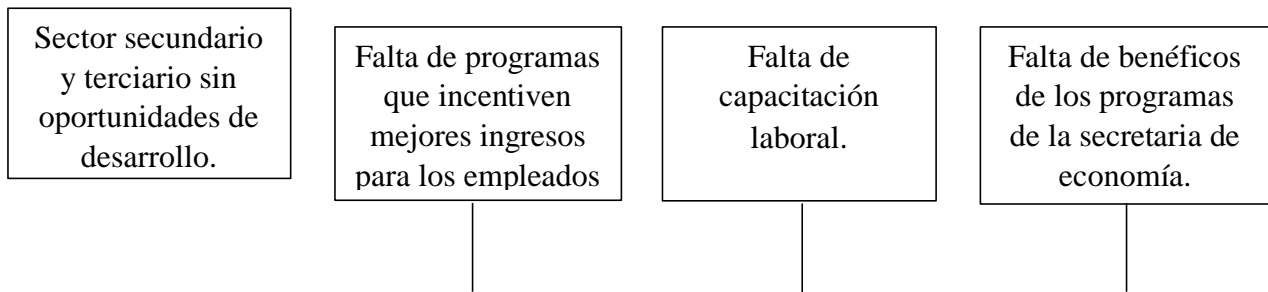 Sector secundario
y terciario sin
oportunidades de
desarrollo.
Falta de programas
que incentiven
mejores ingresos
para los empleados
Falta de
capacitación
laboral.
Falta de benéficos
de los programas
de la secretaria de
economía.